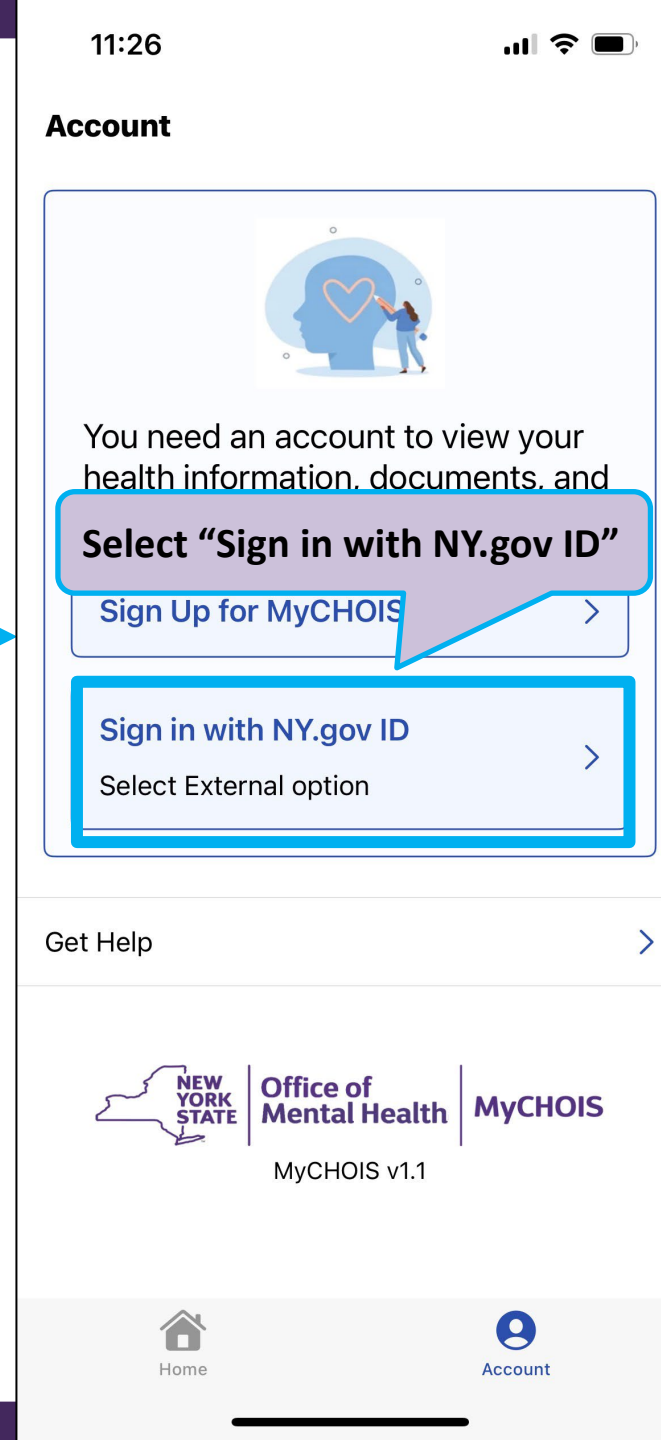 11:26
Account
You need an account to view your
health information, documents, and
Select “Sign in with NY.gov ID”
Sign Up for MyCHOIS
Sign in with NY.gov ID
Select External option
Get Help
NEW
YORK
STATE
Office of
Mental Health
MyCHOIS
MyCHOIS v1.1
Home
Account